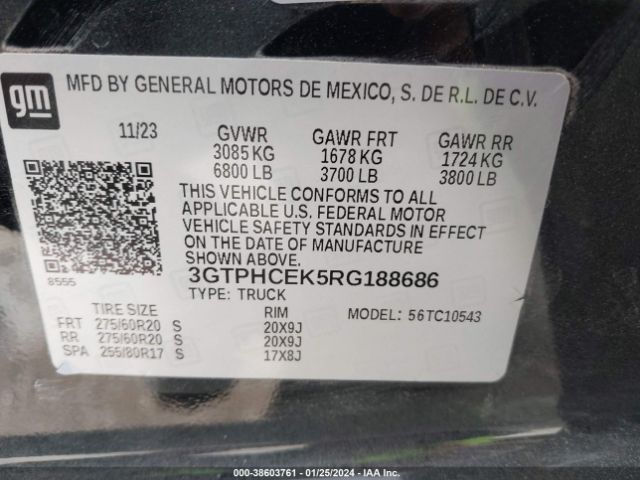 gm
MFD BY GENERAL MOTORS DE MEXICO, S. DE R.L. DE C.V.
11/23 GVWR GAWR FRT GAWR RR
3085 KG 1678 KG 1724 KG
6800 LB 3700 LB 3800 LB
THIS VEHICLE CONFORMS TO ALL
APPLICABLE U.S. FEDERAL MOTOR
VEHICLE SAFETY STANDARDS IN EFFECT
ON THE DATE OF MANUFACTURE
SHOWN ABOVE.
8555 3GTPHCEK5RG188686
TYPE: TRUCK
TIRE SIZE RIM MODEL: 56TC10543
FRT 275/60R20 S 20X9J
RR 275/60R20 S 20X9J
SPA 255/80R17 S 17X8J
000-38603761 - 01/25/2024 - IAA Inc.